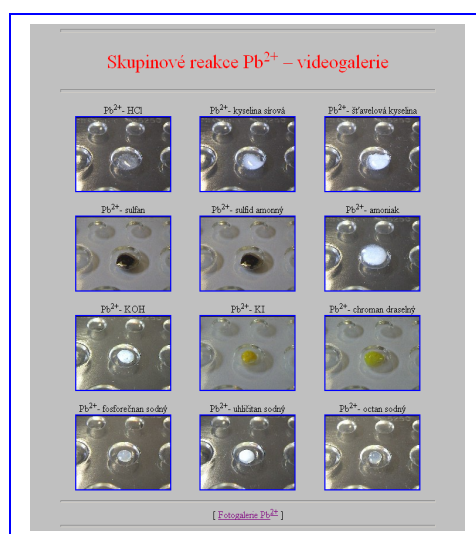 Skupinové reakce Pb2+ – videogalerie
Pb2+- HCl
Pb2+- kyselina sírová
Pb2+- šťavelová kyselina
Pb2+- sulfan
Pb2+- sulfid amonný
Pb2+- amoniak
Pb2+- KOH
Pb2+- KI
Pb2+- chroman draselný
Pb2+- fosforečnan sodný
Pb2+- uhličitan sodný
Pb2+- octan sodný
[ Fotogalerie Pb2+ ]